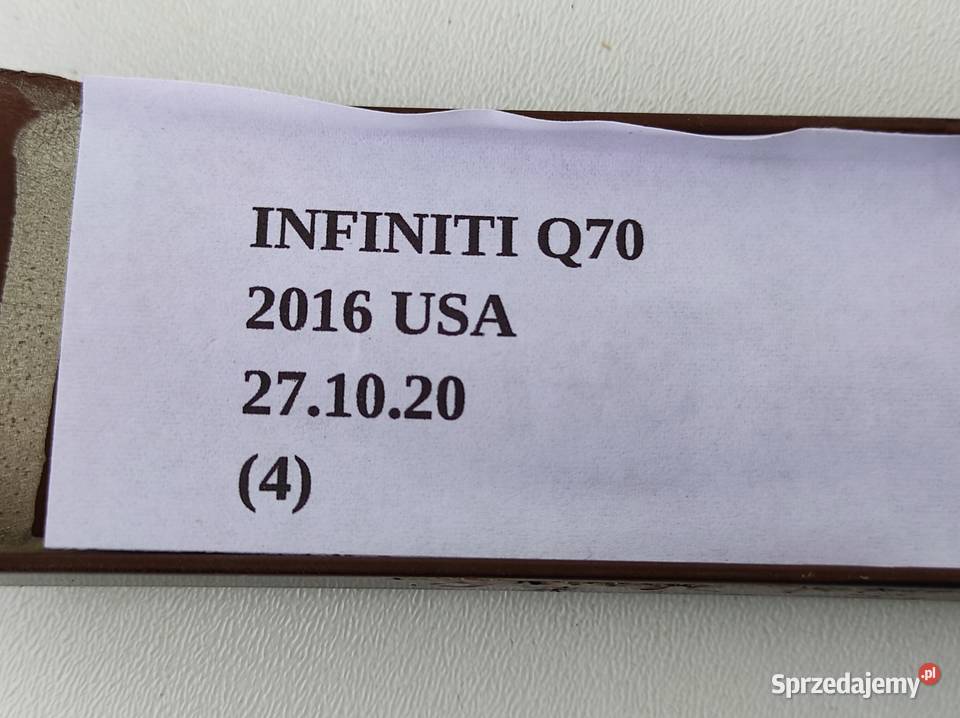 INFINITI Q70
2016 USA
27.10.20
(4)
Sprzedajemy.pl